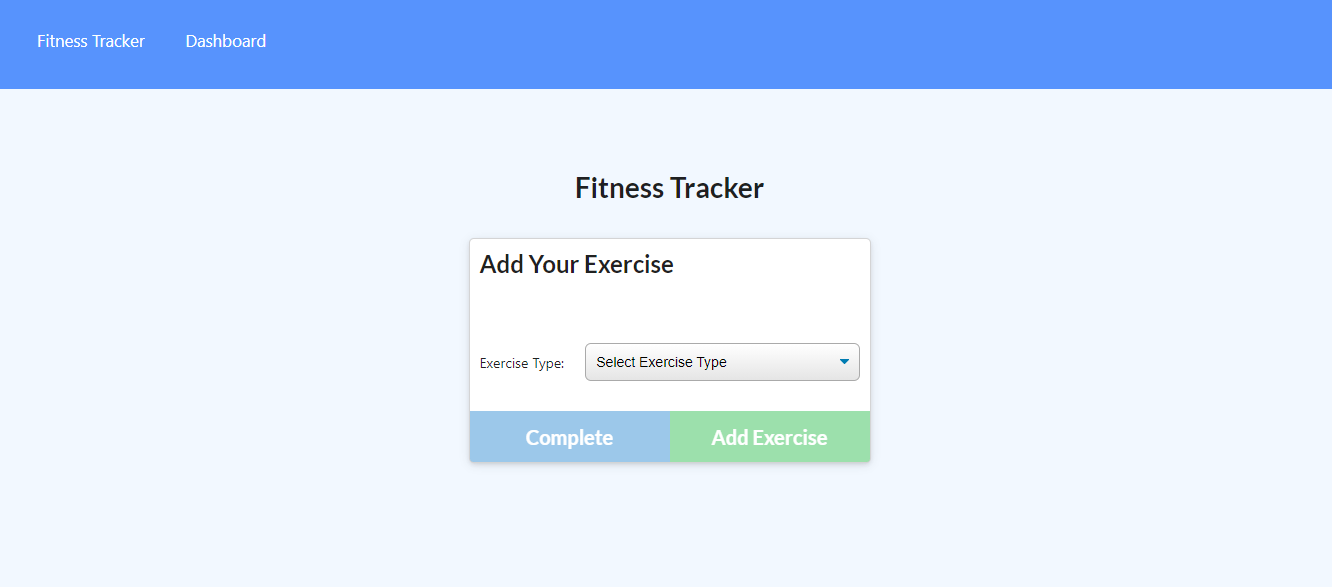 Fitness Tracker Dashboard
Fitness Tracker
Add Your Exercise
Exercise Type: Select Exercise Type
Complete Add Exercise